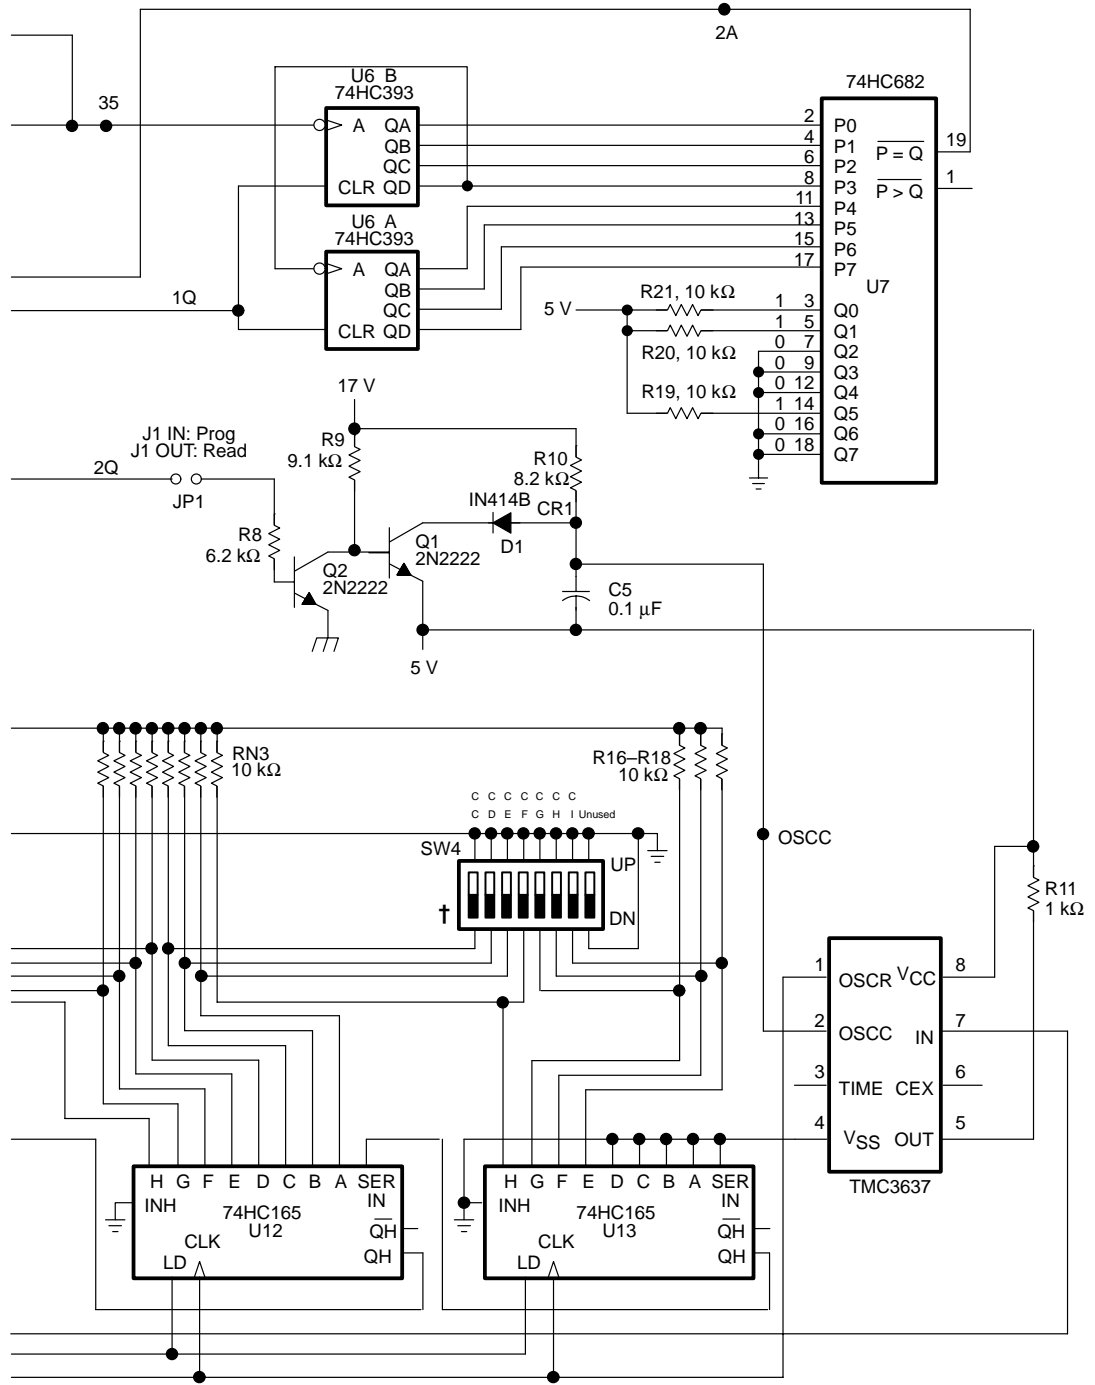 2A
35
U6 B
74HC393
A QA
QB
QC
CLR QD
U6 A
74HC393
A QA
QB
QC
CLR QD
1Q
74HC682
2 P0
4 P1
6 P2
8 P3
11 P4
13 P5
15 P6
17 P7
P = Q 19
P > Q 1
U7
5 V
R21, 10 kΩ
R20, 10 kΩ
R19, 10 kΩ
1 3 Q0
1 5 Q1
0 7 Q2
0 9 Q3
0 12 Q4
1 14 Q5
0 16 Q6
0 18 Q7
17 V
J1 IN: Prog
J1 OUT: Read
2Q
JP1
R9
9.1 kΩ
R10
8.2 kΩ
IN414B
CR1
D1
R8
6.2 kΩ
Q1
2N2222
Q2
2N2222
C5
0.1 μF
5 V
RN3
10 kΩ
R16–R18
10 kΩ
C C C C C C C
C D E F G H I Unused
SW4
UP
DN
†
OSCC
R11
1 kΩ
1 OSCR VCC 8
2 OSCC IN 7
3 TIME CEX 6
4 VSS OUT 5
TMC3637
H G F E D C B A SER
IN
INH
74HC165
U12
QH
CLK
QH
LD
H G F E D C B A SER
IN
INH
74HC165
U13
QH
CLK
QH
LD